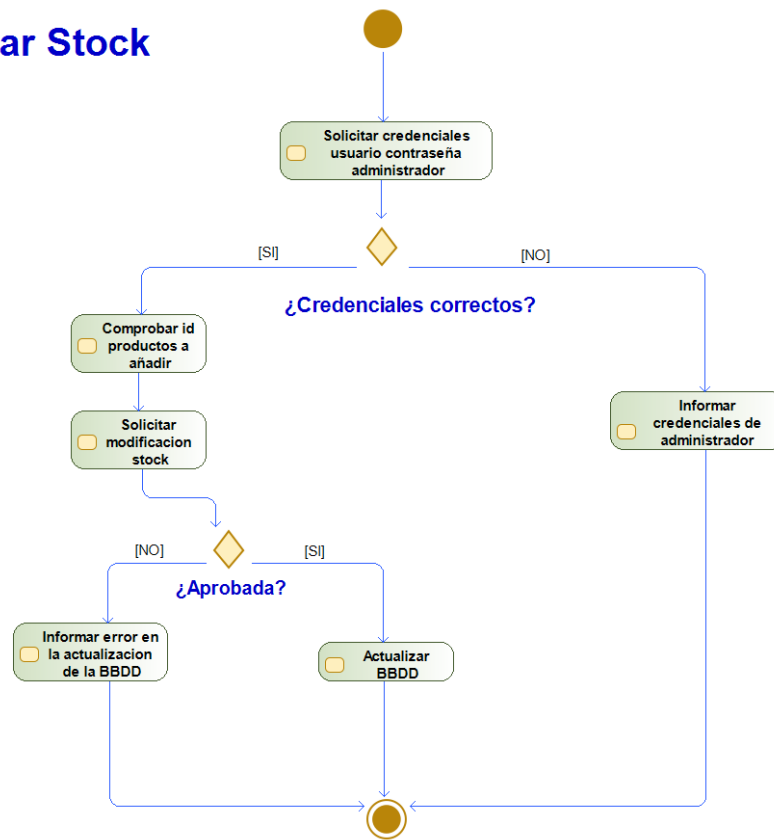 ar Stock
Solicitar credenciales
usuario contraseña
administrador
[SI]
[NO]
¿Credenciales correctos?
Comprobar id
productos a
añadir
Informar
credenciales de
administrador
Solicitar
modificacion
stock
[NO]
[SI]
¿Aprobada?
Informar error en
la actualizacion
de la BBDD
Actualizar
BBDD